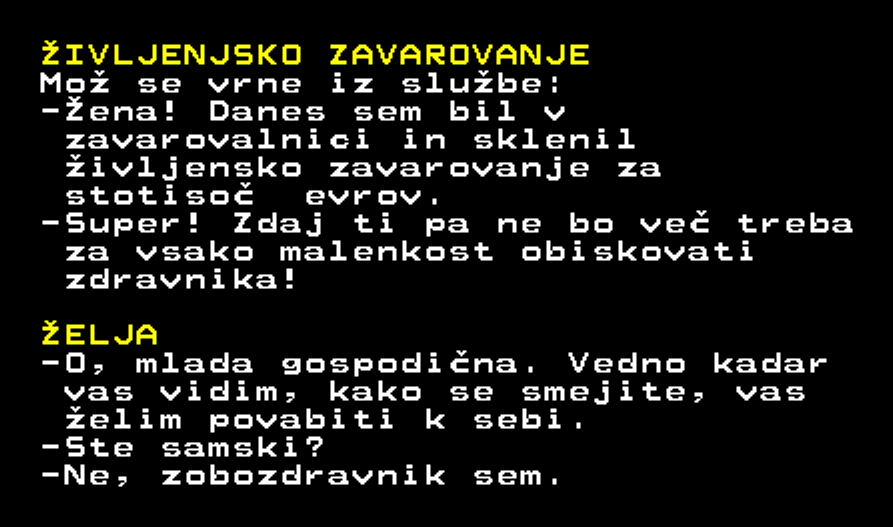 ŽIVLJENJSKO ZAVAROVANJE
Mož se vrne iz službe:
-Žena! Danes sem bil v
zavarovalnici in sklenil
življensko zavarovanje za
stotisoč  evrov.
-Super! Zdaj ti pa ne bo več treba
za vsako malenkost obiskovati
zdravnika!
ŽELJA
-O, mlada gospodična. Vedno kadar
vas vidim, kako se smejite, vas
želim povabiti k sebi.
-Ste samski?
-Ne, zobozdravnik sem.